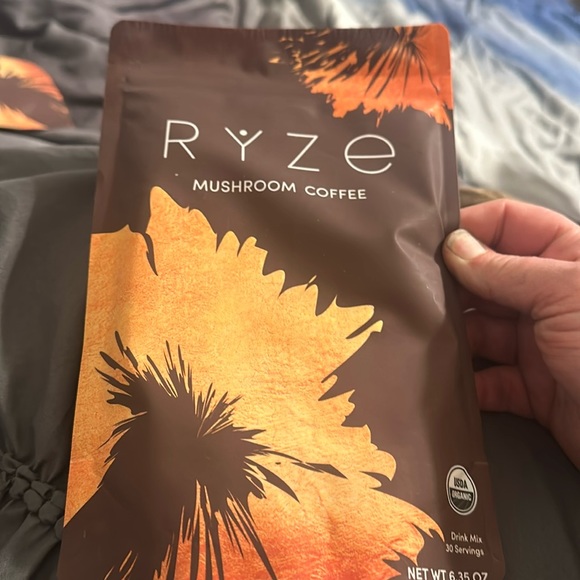 RYZE
MUSHROOM COFFEE
USDA
ORGANIC
Drink Mix
30 Servings
NET WT 6.35 OZ